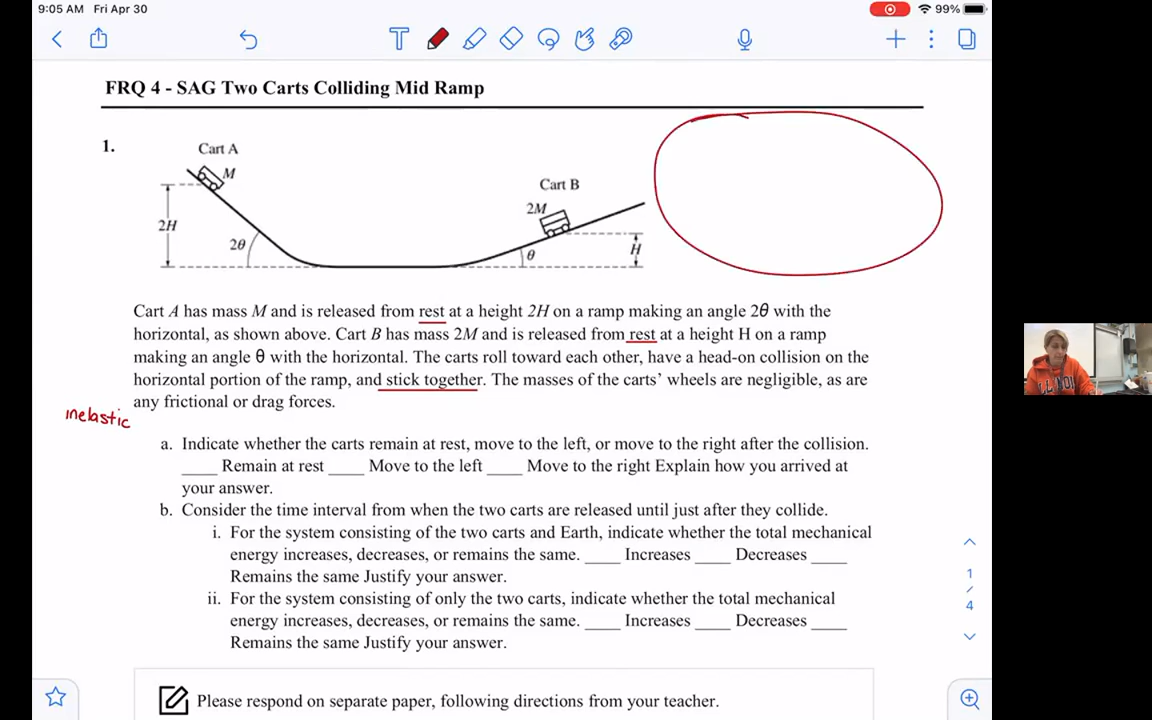 9:05 AM Fri Apr 30
99%
FRQ 4 - SAG Two Carts Colliding Mid Ramp
1.
Cart A
M
2H
2θ
Cart B
2M
θ
H
Cart A has mass M and is released from rest at a height 2H on a ramp making an angle 2θ with the
horizontal, as shown above. Cart B has mass 2M and is released from rest at a height H on a ramp
making an angle θ with the horizontal. The carts roll toward each other, have a head-on collision on the
horizontal portion of the ramp, and stick together. The masses of the carts’ wheels are negligible, as are
any frictional or drag forces.
inelastic
a. Indicate whether the carts remain at rest, move to the left, or move to the right after the collision.
____ Remain at rest ____ Move to the left ____ Move to the right Explain how you arrived at
your answer.
b. Consider the time interval from when the two carts are released until just after they collide.
i. For the system consisting of the two carts and Earth, indicate whether the total mechanical
energy increases, decreases, or remains the same. ____ Increases ____ Decreases ____
Remains the same Justify your answer.
ii. For the system consisting of only the two carts, indicate whether the total mechanical
energy increases, decreases, or remains the same. ____ Increases ____ Decreases ____
Remains the same Justify your answer.
Please respond on separate paper, following directions from your teacher.
1
/
4